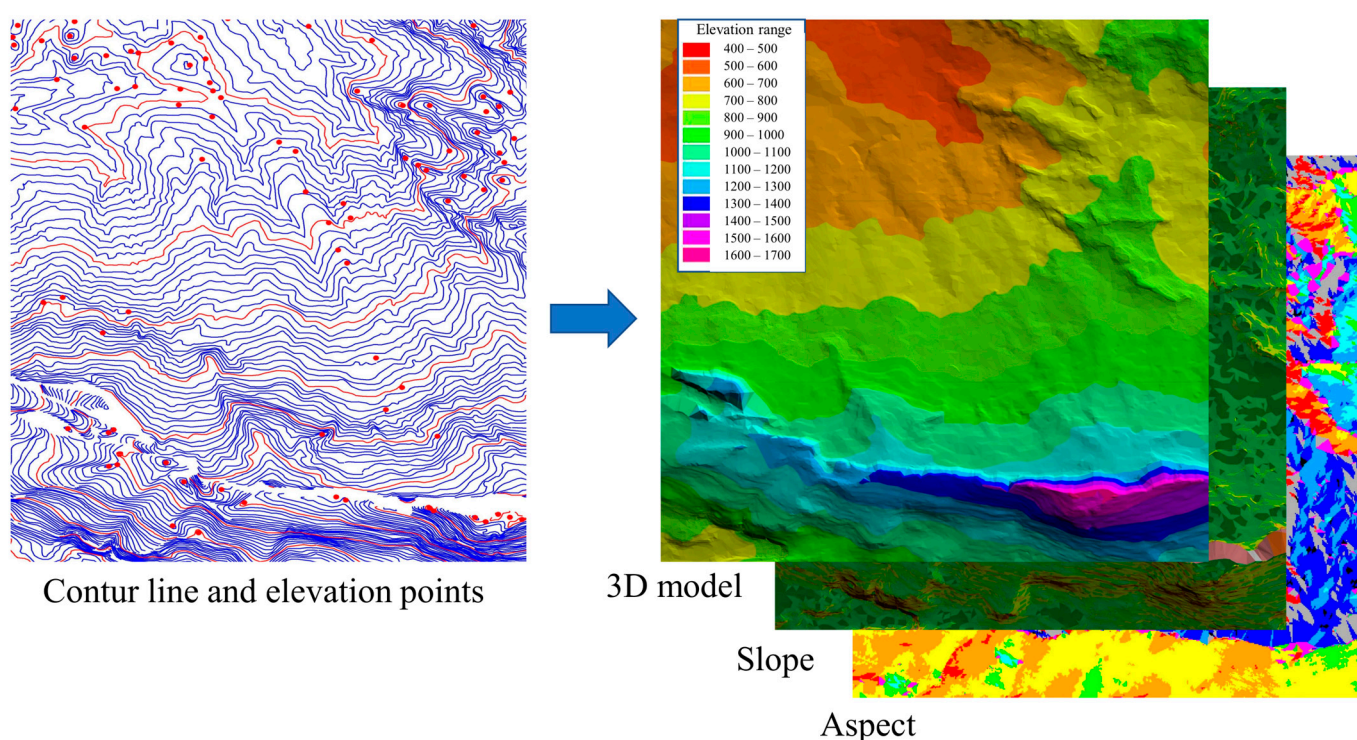 Elevation range
400 – 500
500 – 600
600 – 700
700 – 800
800 – 900
900 – 1000
1000 – 1100
1100 – 1200
1200 – 1300
1300 – 1400
1400 – 1500
1500 – 1600
1600 – 1700
Contur line and elevation points
3D model
Slope
Aspect